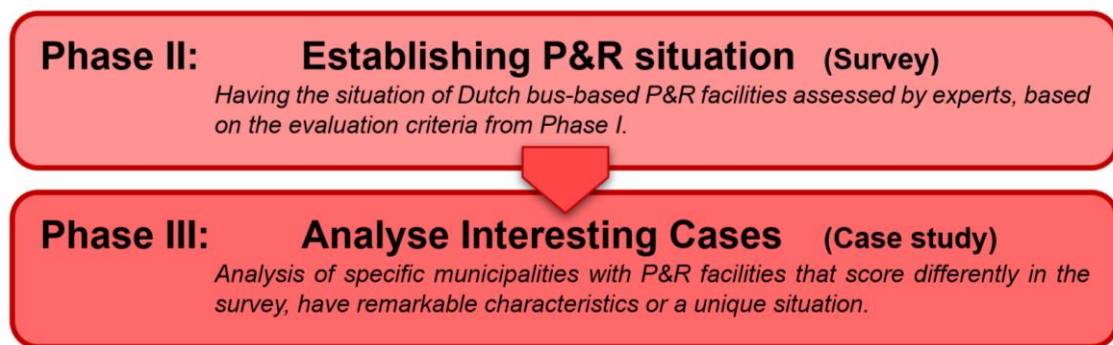 Phase II: Establishing P&R situation (Survey)
Having the situation of Dutch bus-based P&R facilities assessed by experts, based
on the evaluation criteria from Phase I.
Phase III: Analyse Interesting Cases (Case study)
Analysis of specific municipalities with P&R facilities that score differently in the
survey, have remarkable characteristics or a unique situation.